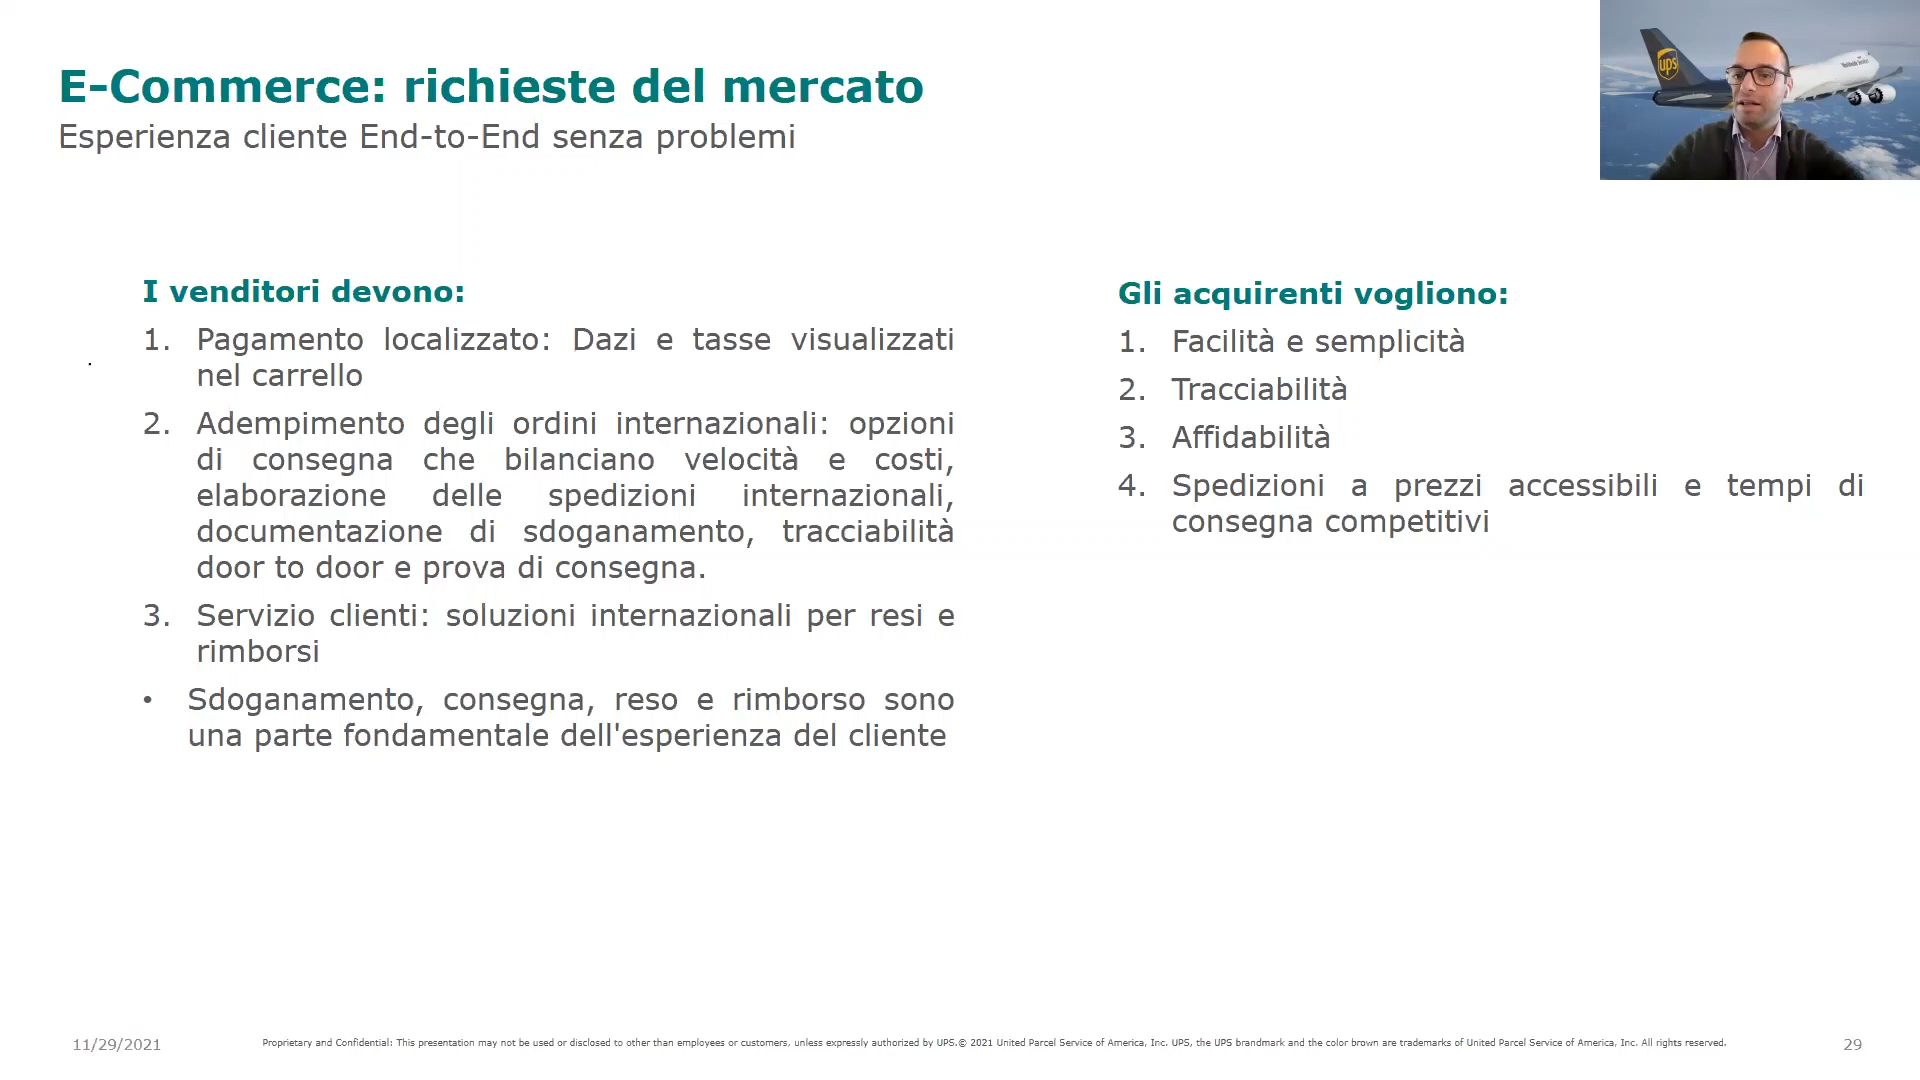 E-Commerce: richieste del mercato
Esperienza cliente End-to-End senza problemi
ups
I venditori devono:
1. Pagamento localizzato: Dazi e tasse visualizzati
nel carrello
2. Adempimento degli ordini internazionali: opzioni
di consegna che bilanciano velocità e costi,
elaborazione delle spedizioni internazionali,
documentazione di sdoganamento, tracciabilità
door to door e prova di consegna.
3. Servizio clienti: soluzioni internazionali per resi e
rimborsi
• Sdoganamento, consegna, reso e rimborso sono
una parte fondamentale dell'esperienza del cliente
Gli acquirenti vogliono:
1. Facilità e semplicità
2. Tracciabilità
3. Affidabilità
4. Spedizioni a prezzi accessibili e tempi di
consegna competitivi
11/29/2021
Proprietary and Confidential: This presentation may not be used or disclosed to other than employees or customers, unless expressly authorized by UPS.© 2021 United Parcel Service of America, Inc. UPS, the UPS brandmark and the color brown are trademarks of United Parcel Service of America, Inc. All rights reserved.
29